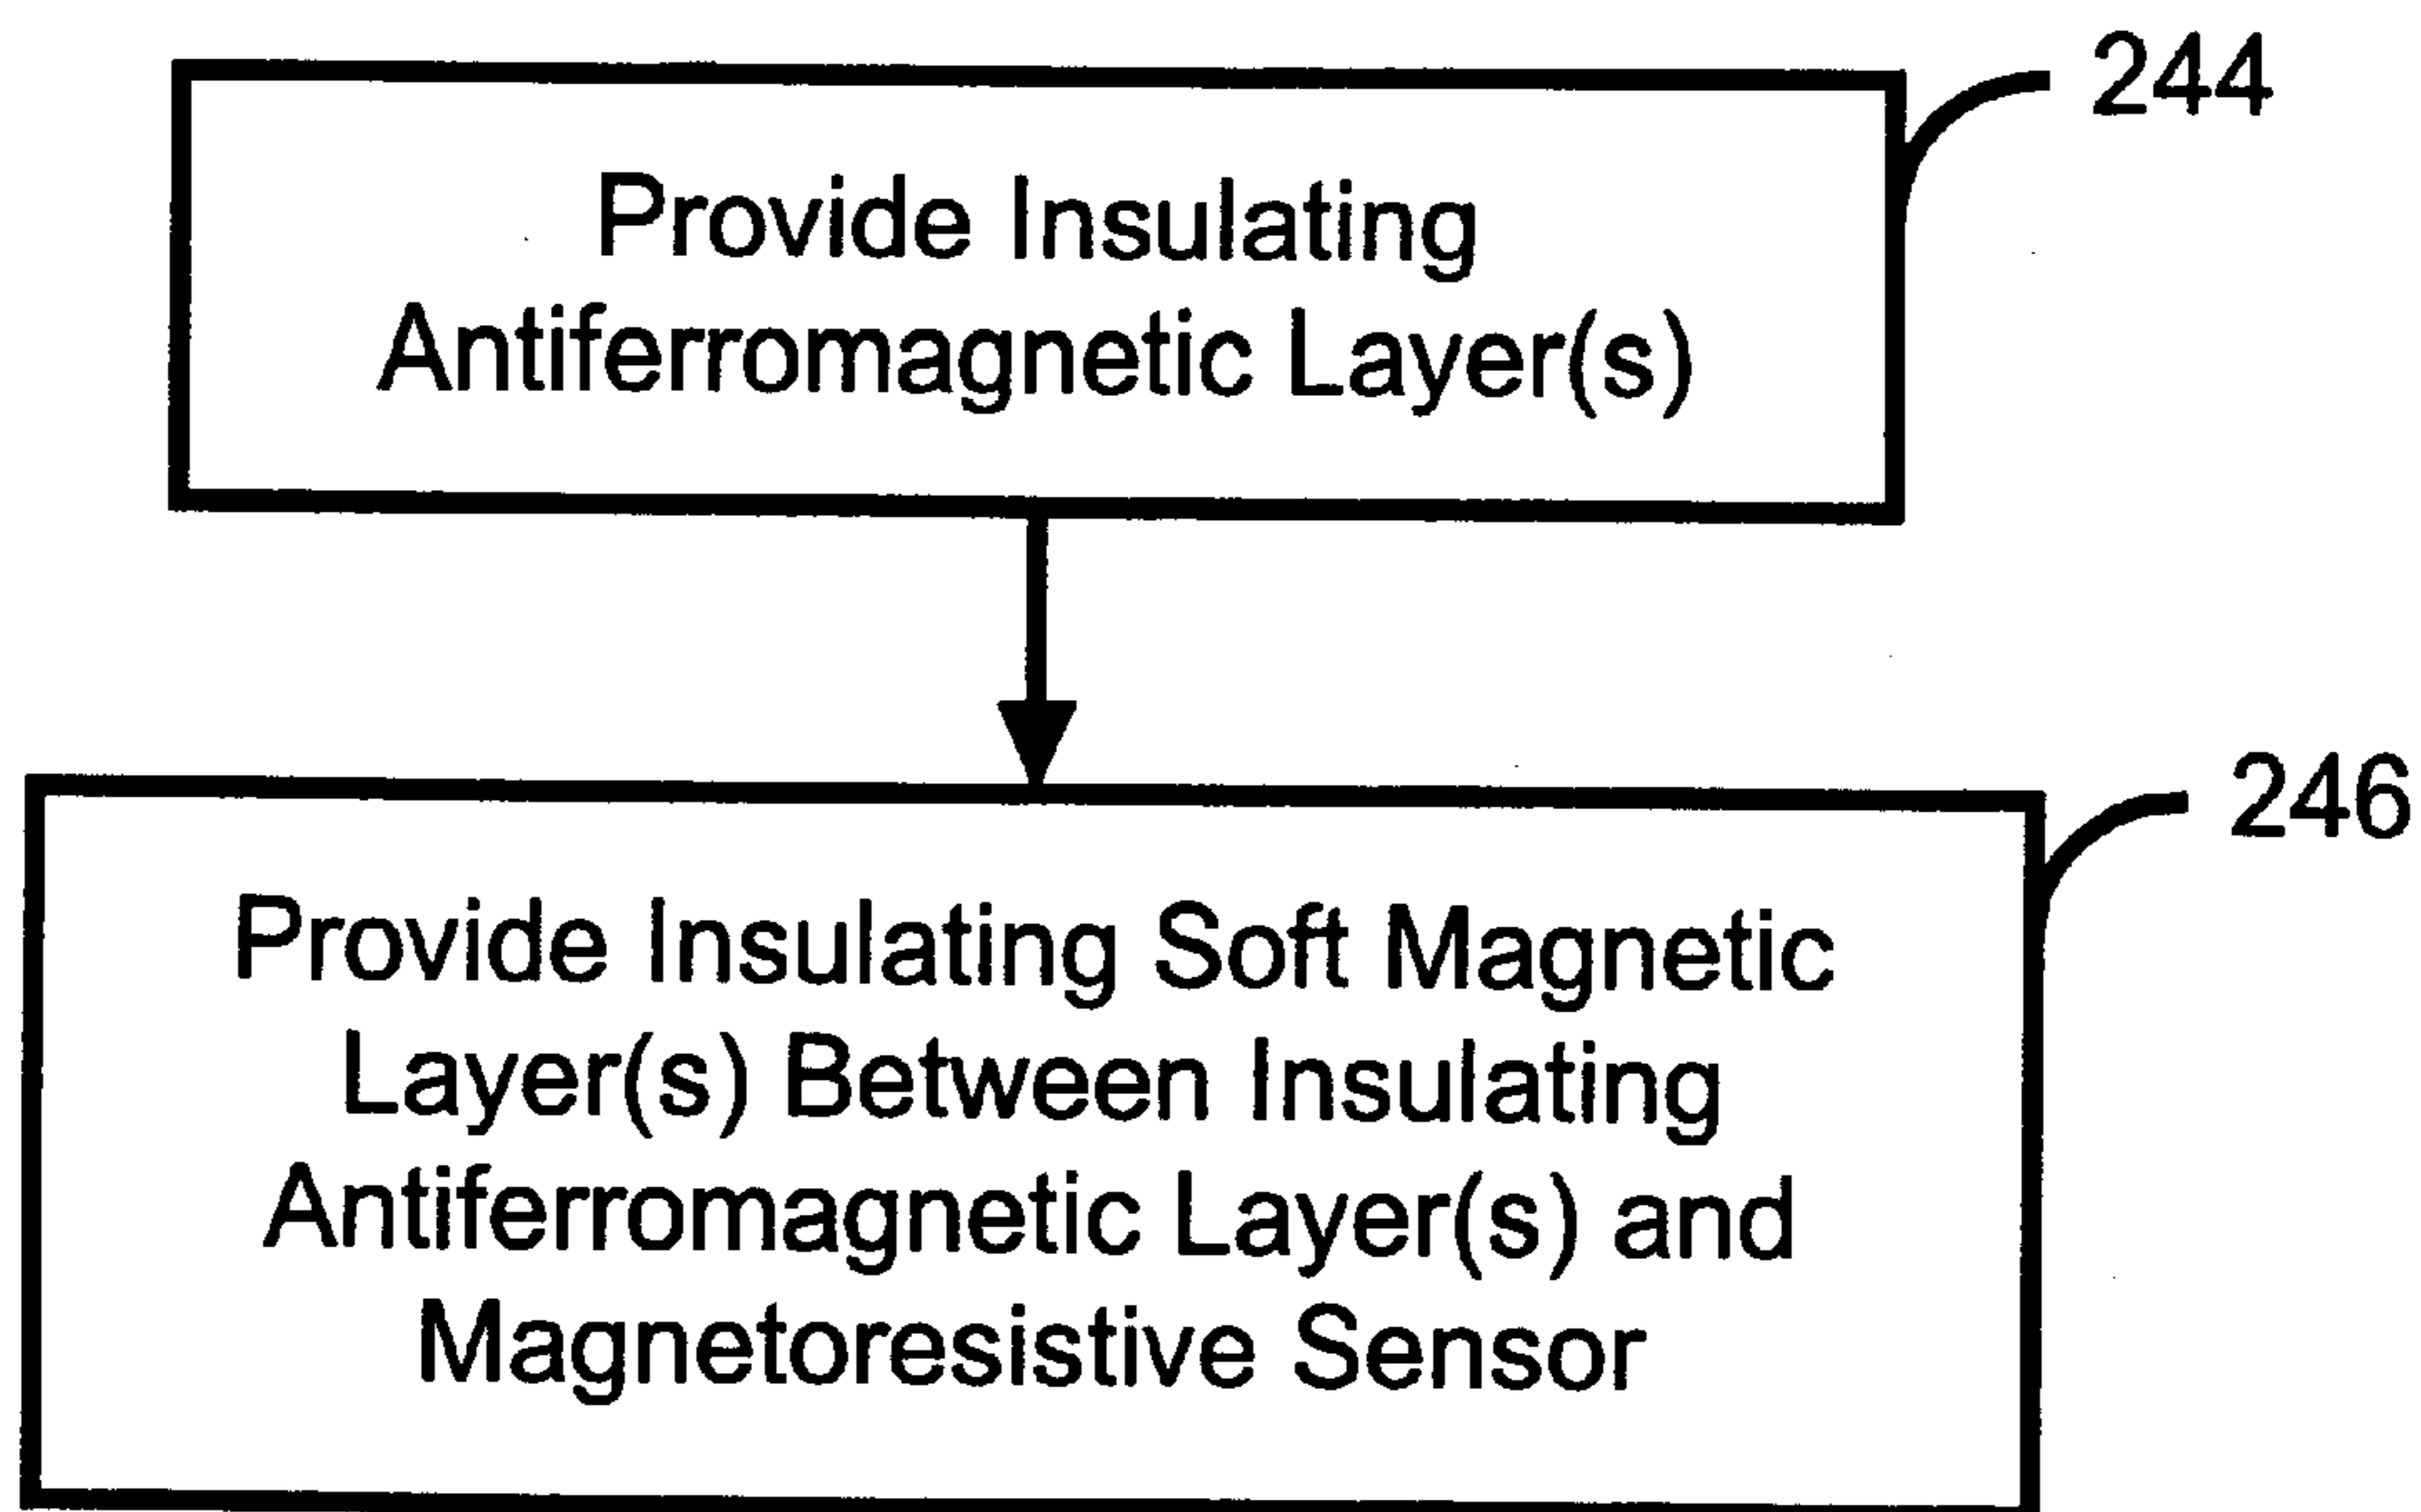 244
Provide Insulating
Antiferromagnetic Layer(s)
246
Provide Insulating Soft Magnetic
Layer(s) Between Insulating
Antiferromagnetic Layer(s) and
Magnetoresistive Sensor